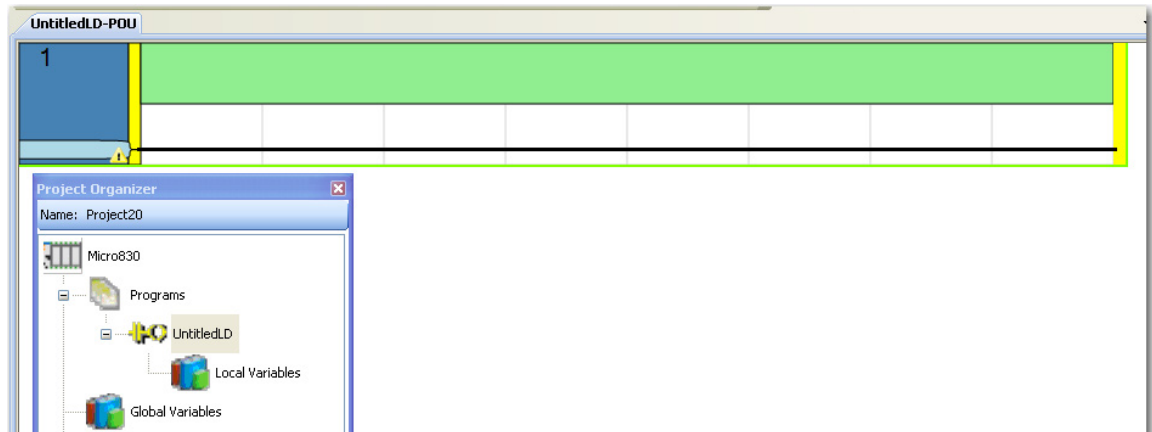 UntitledLD-POU
1
Project Organizer
Name: Project20
Micro830
Programs
UntitledLD
Local Variables
Global Variables